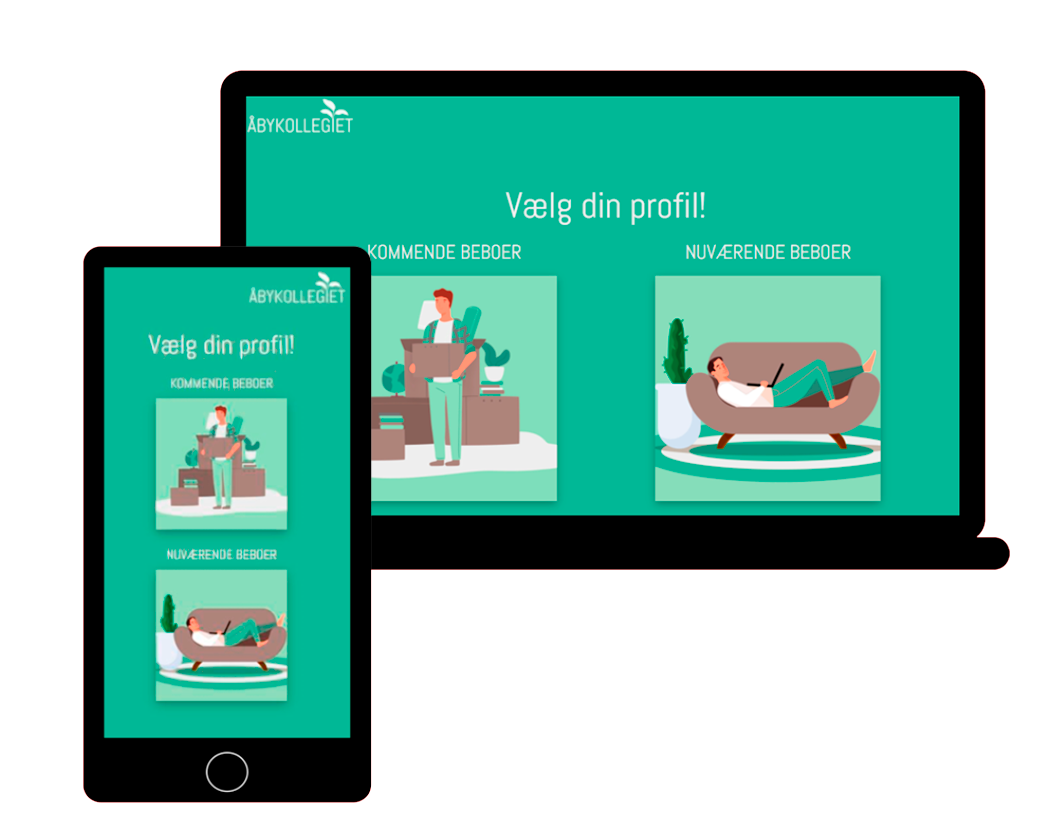 ÅBYKOLLEGIET
Vælg din profil!
KOMMENDE BEBOER
NUVÆRENDE BEBOER
ÅBYKOLLEGIET
Vælg din profil!
KOMMENDE BEBOER
NUVÆRENDE BEBOER